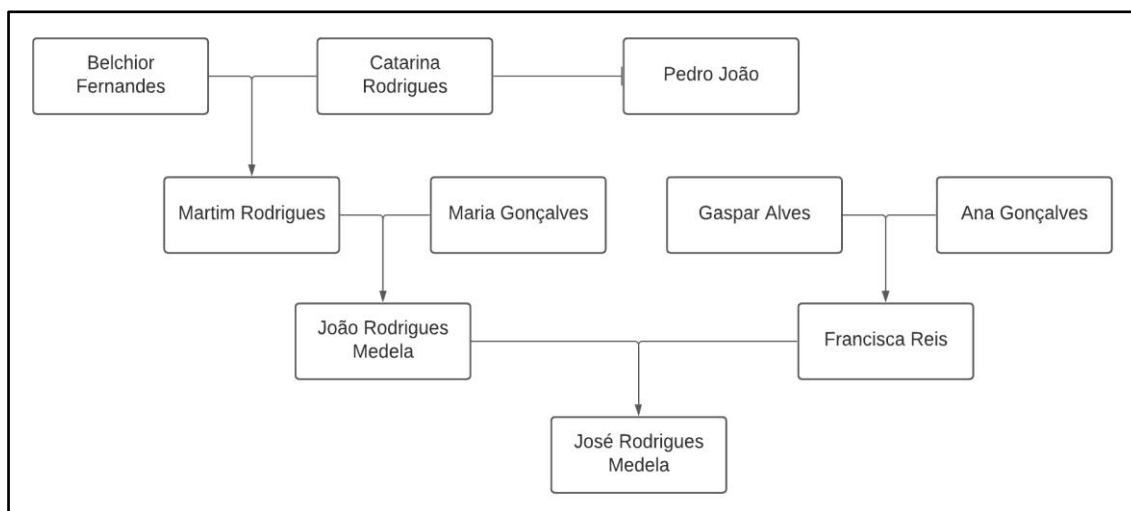 Belchior
Fernandes
Catarina
Rodrigues
Pedro João
Martim Rodrigues
Maria Gonçalves
Gaspar Alves
Ana Gonçalves
João Rodrigues
Medela
Francisca Reis
José Rodrigues
Medela